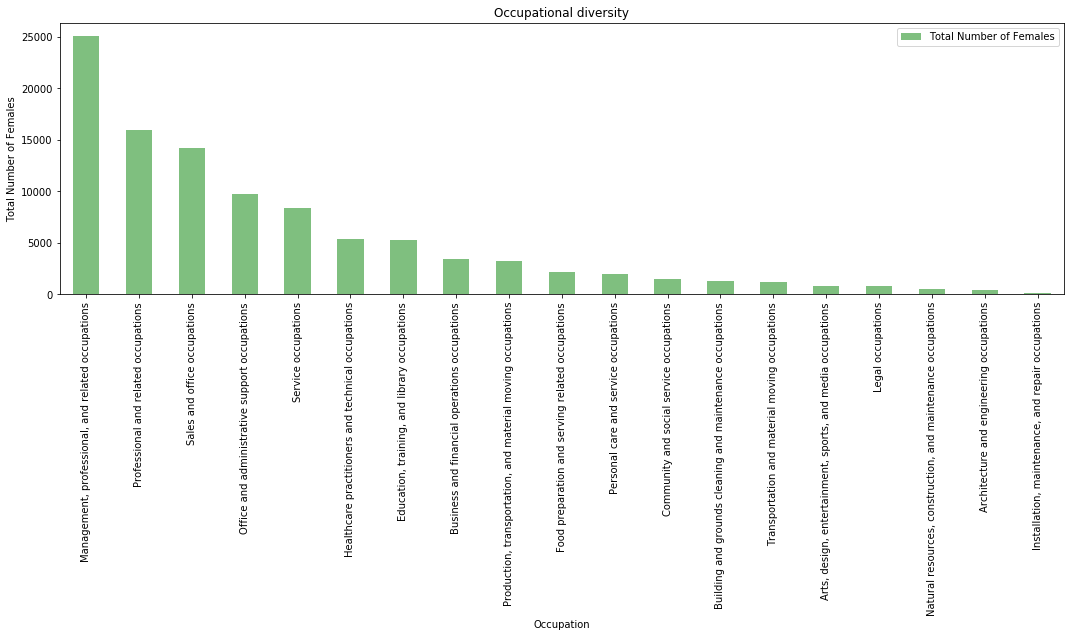 Occupational diversity
Total Number of Females
Total Number of Females
25000
20000
15000
10000
5000
0
Management, professional, and related occupations
Professional and related occupations
Sales and office occupations
Office and administrative support occupations
Service occupations
Healthcare practitioners and technical occupations
Education, training, and library occupations
Business and financial operations occupations
Production, transportation, and material moving occupations
Food preparation and serving related occupations
Personal care and service occupations
Community and social service occupations
Building and grounds cleaning and maintenance occupations
Transportation and material moving occupations
Arts, design, entertainment, sports, and media occupations
Legal occupations
Natural resources, construction, and maintenance occupations
Architecture and engineering occupations
Installation, maintenance, and repair occupations
Occupation